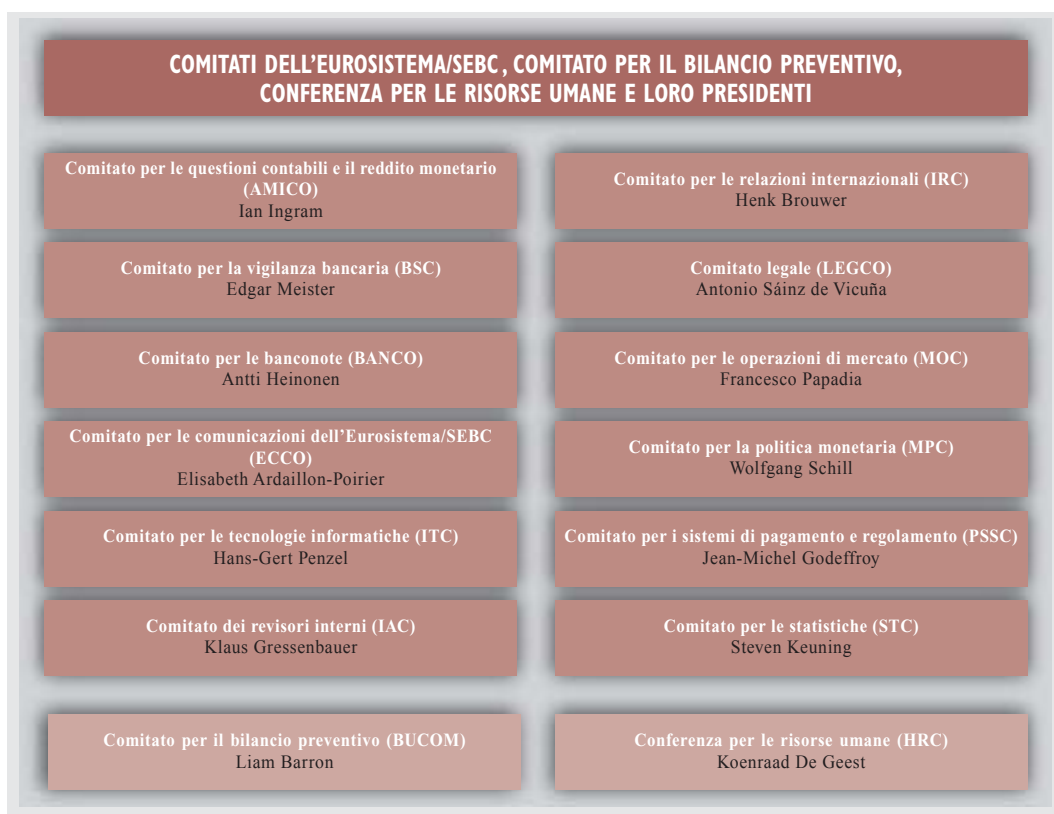 COMITATI DELL'EUROSISTEMA/SEBC, COMITATO PER IL BILANCIO PREVENTIVO,
CONFERENZA PER LE RISORSE UMANE E LORO PRESIDENTI
Comitato per le questioni contabili e il reddito monetario
(AMICO)
Ian Ingram
Comitato per la vigilanza bancaria (BSC)
Edgar Meister
Comitato per le banconote (BANCO)
Antti Heinonen
Comitato per le comunicazioni dell'Eurosistema/SEBC
(ECCO)
Elisabeth Ardaillon-Poirier
Comitato per le tecnologie informatiche (ITC)
Hans-Gert Penzel
Comitato dei revisori interni (IAC)
Klaus Gressenbauer
Comitato per le relazioni internazionali (IRC)
Henk Brouwer
Comitato legale (LEGCO)
Antonio Sáinz de Vicuña
Comitato per le operazioni di mercato (MOC)
Francesco Papadia
Comitato per la politica monetaria (MPC)
Wolfgang Schill
Comitato per i sistemi di pagamento e regolamento (PSSC)
Jean-Michel Godeffroy
Comitato per le statistiche (STC)
Steven Keuning
Comitato per il bilancio preventivo (BUCOM)
Liam Barron
Conferenza per le risorse umane (HRC)
Koenraad De Geest